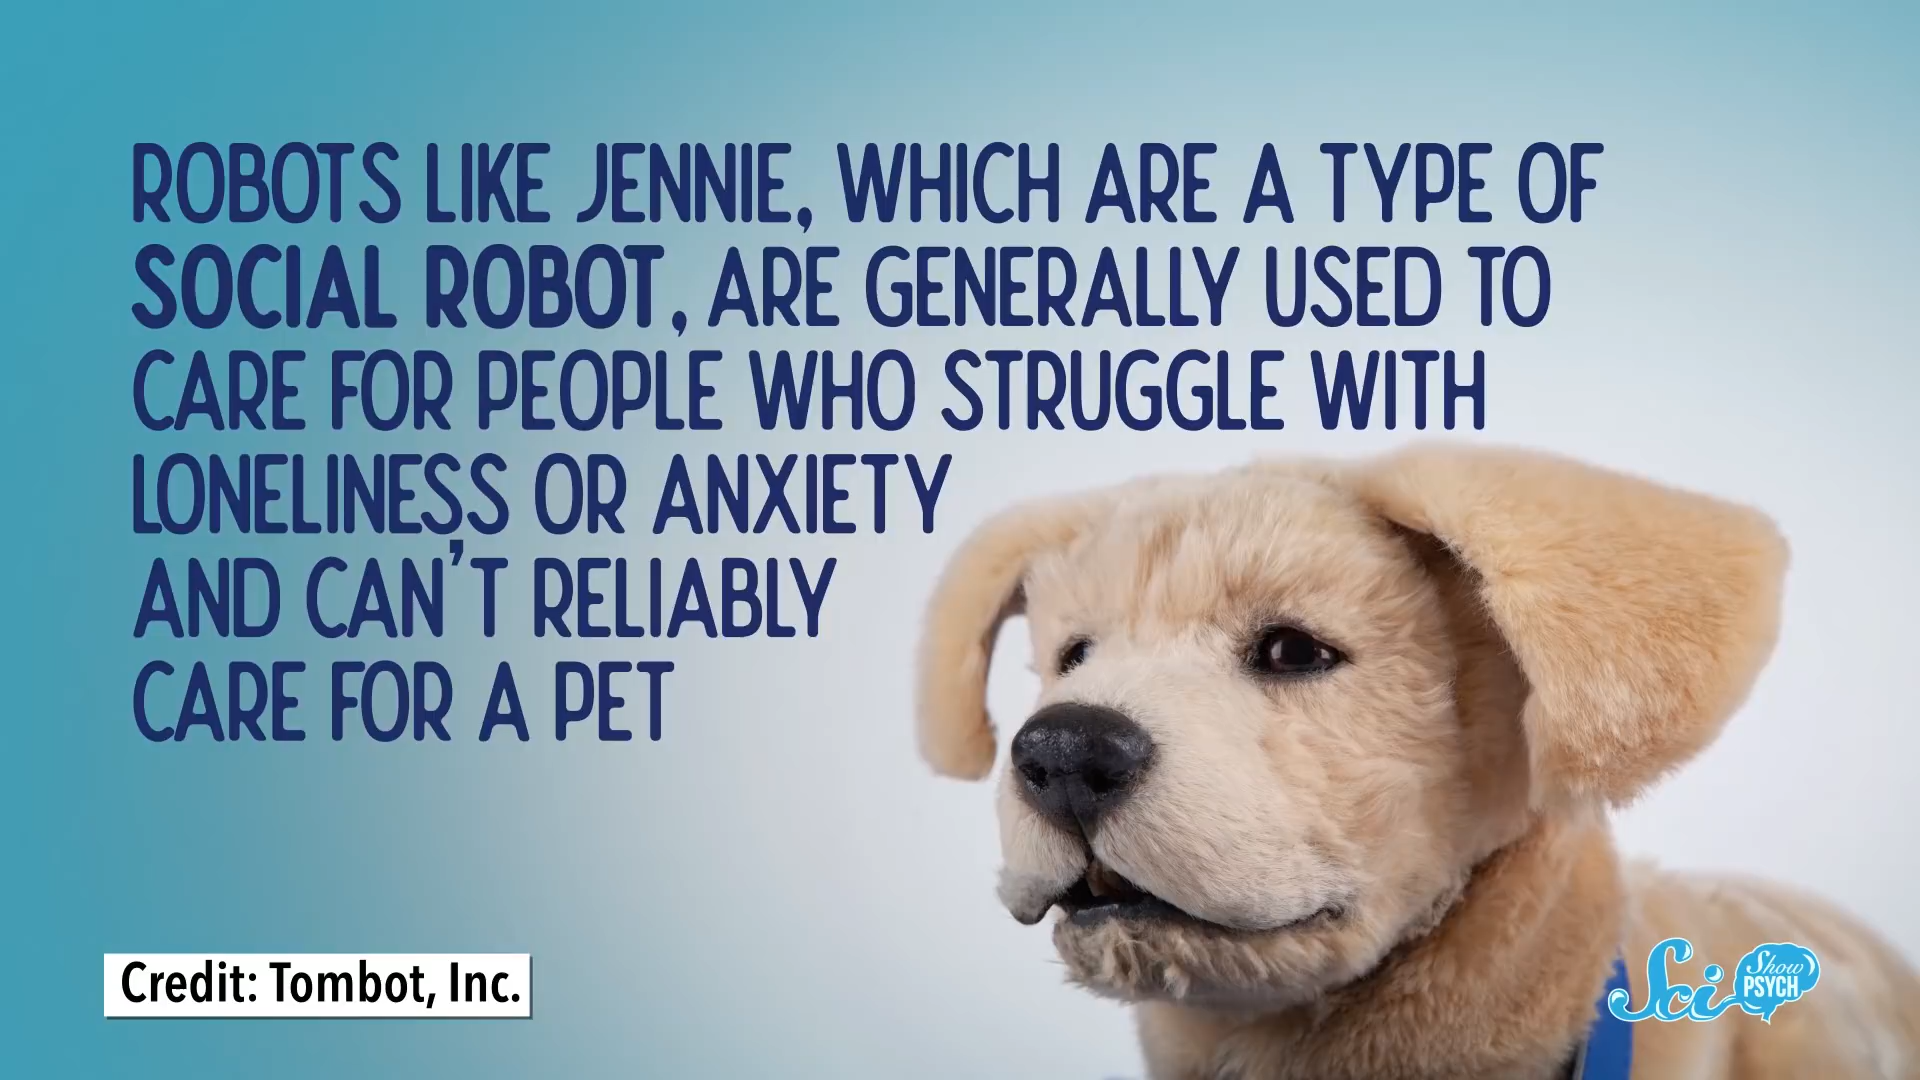 ROBOTS LIKE JENNIE, WHICH ARE A TYPE OF
SOCIAL ROBOT, ARE GENERALLY USED TO
CARE FOR PEOPLE WHO STRUGGLE WITH
LONELINESS OR ANXIETY
AND CAN'T RELIABLY
CARE FOR A PET
Credit: Tombot, Inc.
Sci Show
PSYCH